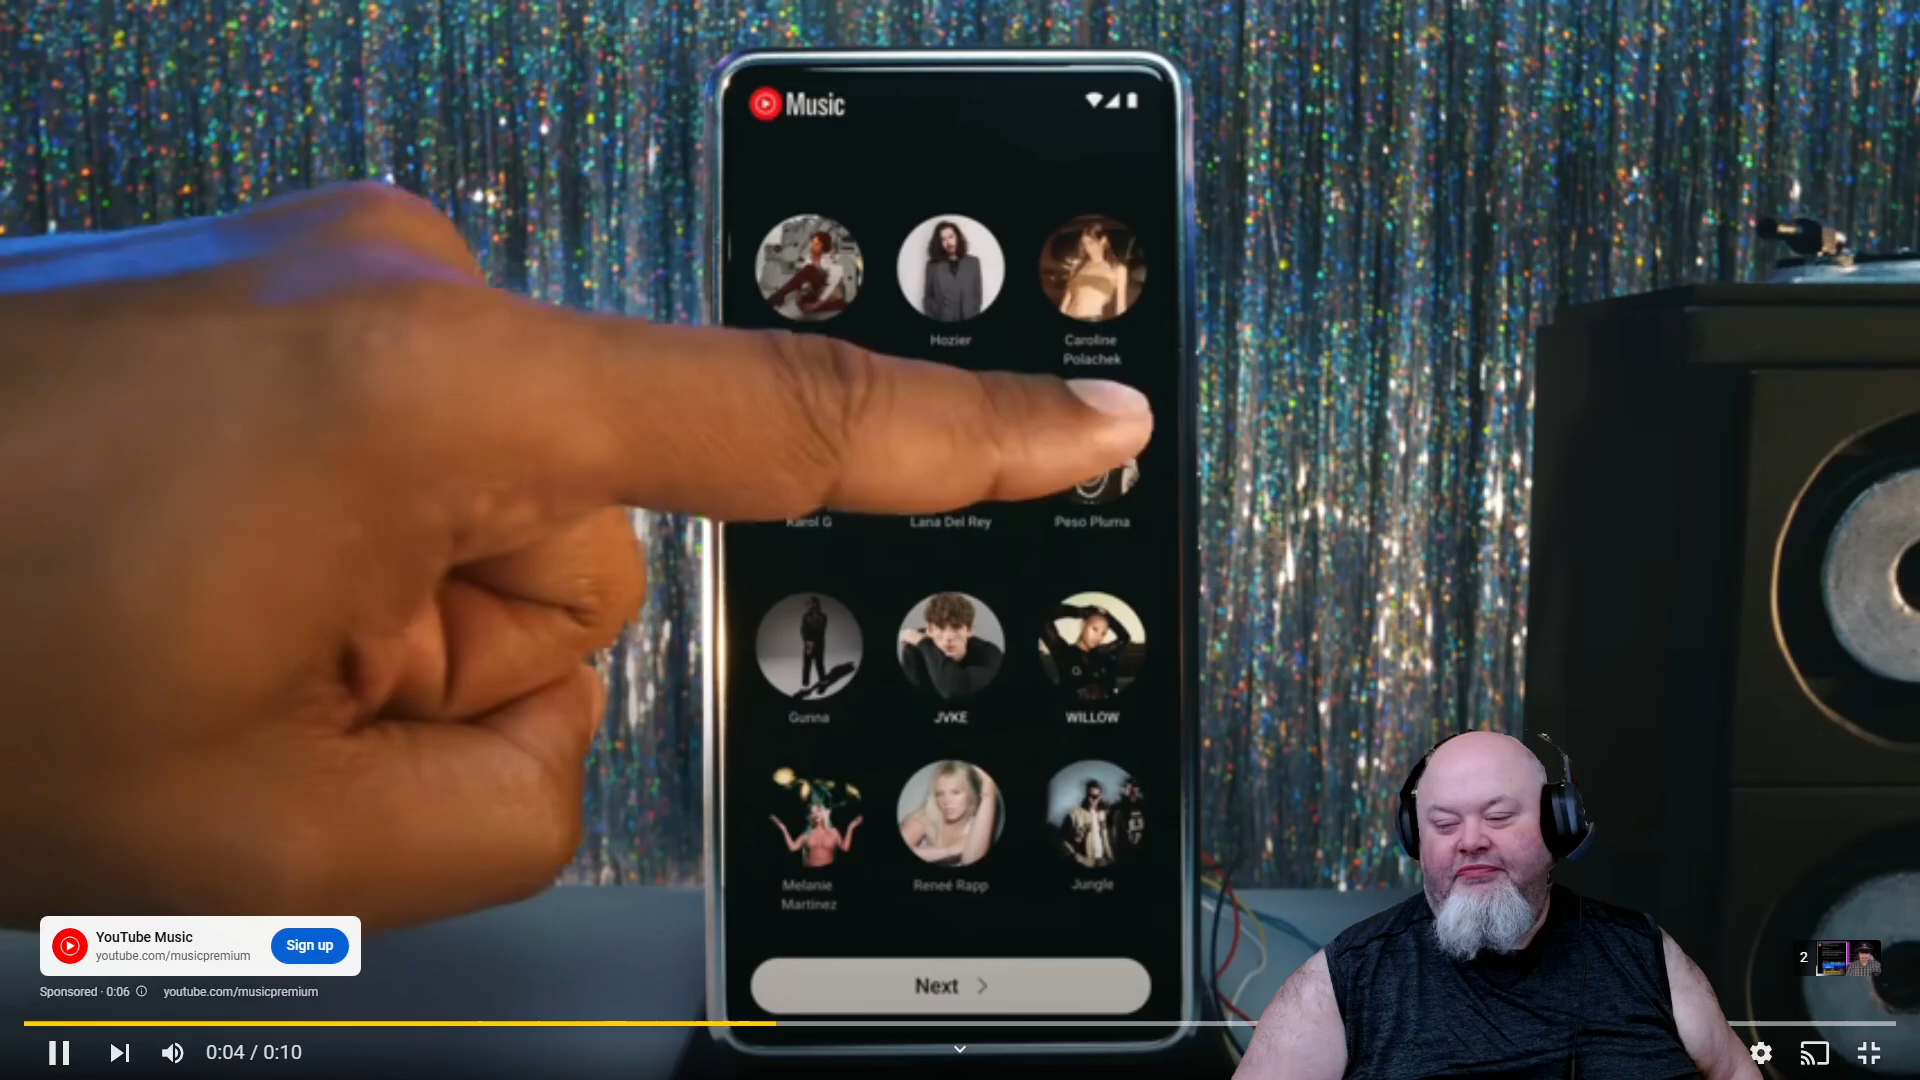 Music
Hozier
Caroline
Polachek
Karol G
Lana Del Rey
Peso Pluma
Gunna
JVKE
WILLOW
Melanie
Martinez
Reneé Rapp
Jungle
Next
YouTube Music
youtube.com/musicpremium
Sign up
Sponsored · 0:06
youtube.com/musicpremium
2
0:04 / 0:10